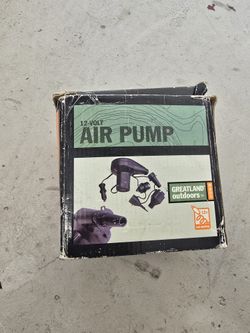 12-VOLT
AIR PUMP
GREATLAND
outdoors